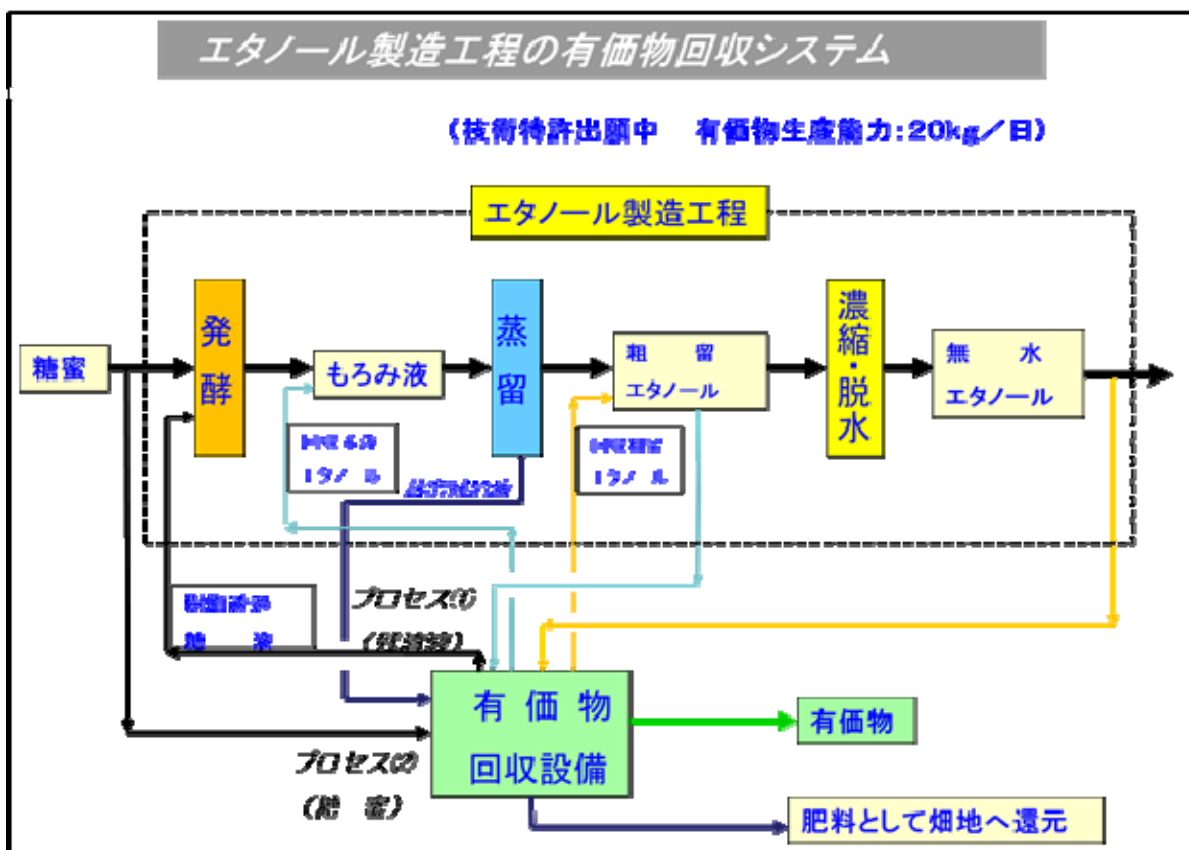 エタノール製造工程の有価物回収システム
(技術特許出願中 有価物生産能力:20kg/日)
エタノール製造工程
糖蜜
発酵
もろみ液
蒸留
粗留
エタノール
濃縮・脱水
無水
エタノール
プロセス(1)
プロセス(2)
(糖蜜)
有価物
回収設備
有価物
肥料として畑地へ還元